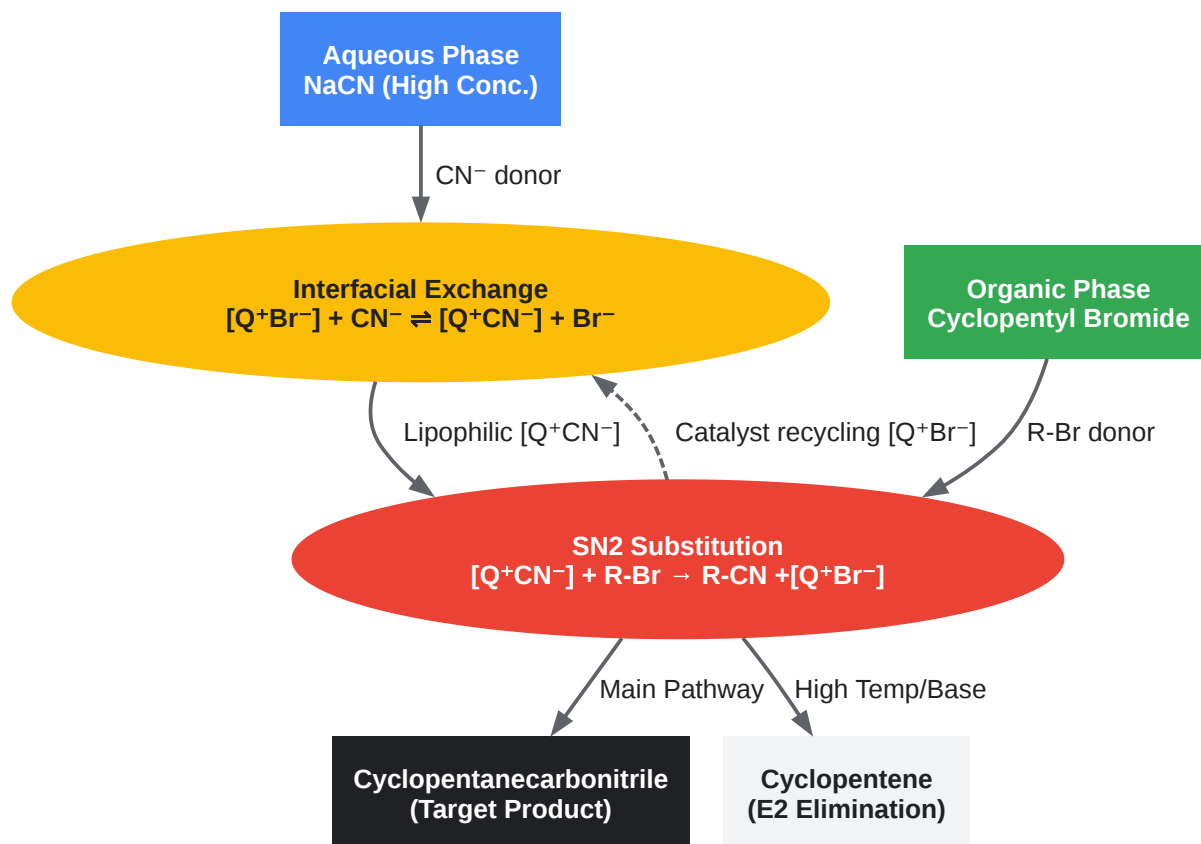 Aqueous Phase
NaCN (High Conc.)
CN⁻ donor
Interfacial Exchange
[Q⁺Br⁻] + CN⁻ ⇌ [Q⁺CN⁻] + Br⁻
Organic Phase
Cyclopentyl Bromide
Lipophilic [Q⁺CN⁻]
Catalyst recycling [Q⁺Br⁻]
R-Br donor
SN2 Substitution
[Q⁺CN⁻] + R-Br → R-CN +[Q⁺Br⁻]
Main Pathway
High Temp/Base
Cyclopentanecarbonitrile
(Target Product)
Cyclopentene
(E2 Elimination)